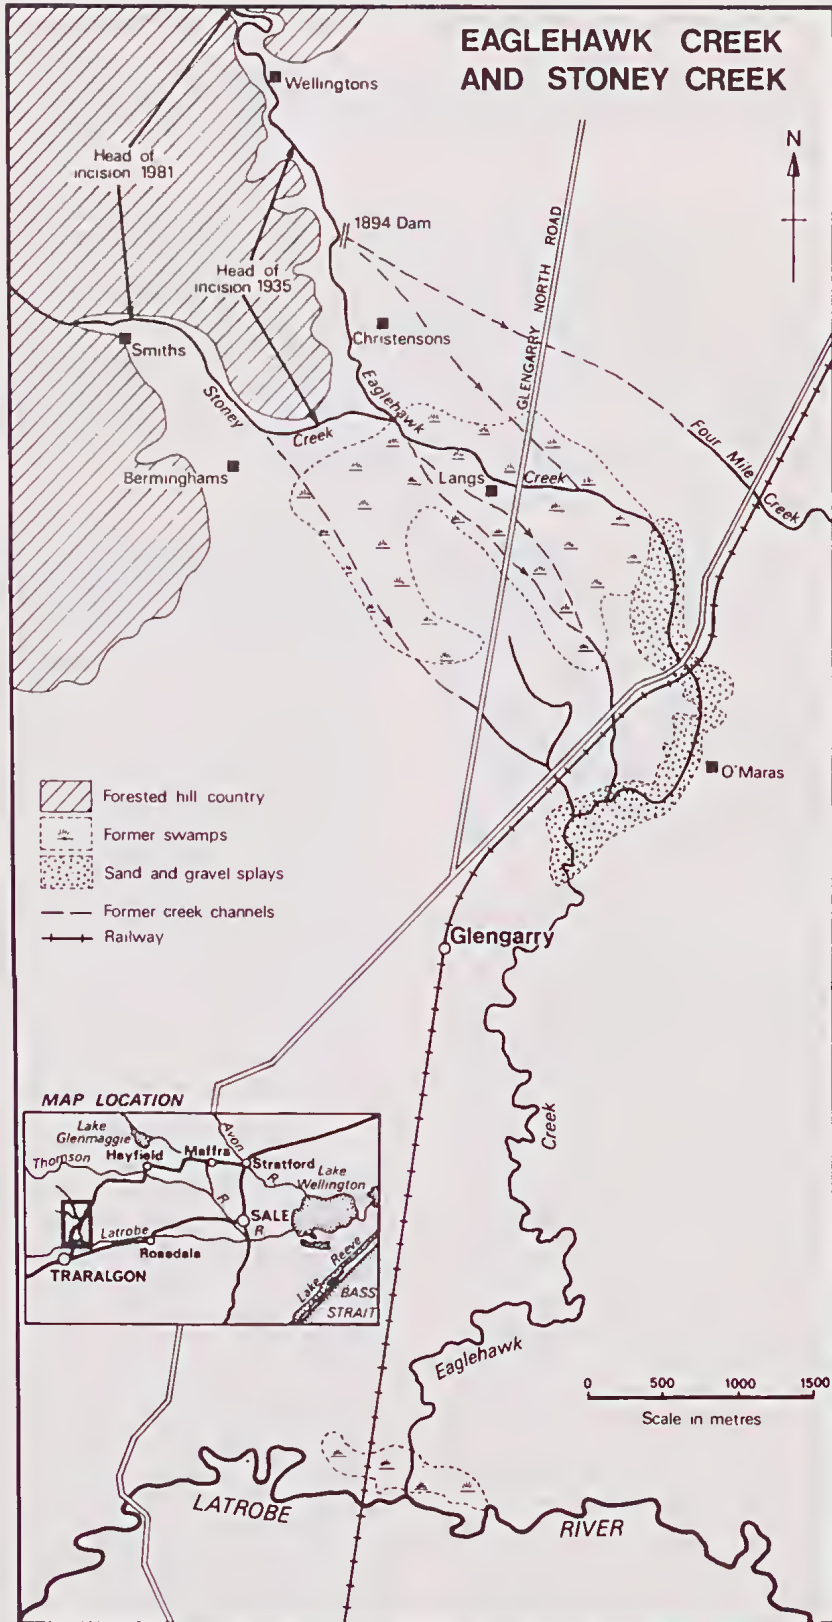 EAGLEHAWK CREEK
AND STONEY CREEK
Wellingtons
N
Head of
incision 1981
1894 Dam
GLENGARRY NORTH ROAD
Head of
incision 1935
Christensons
Smiths
Stoney
Creek
Eaglehawk
Creek
Four Mile
Creek
Berminghams
Langs
O'Maras
Forested hill country
Former swamps
Sand and gravel splays
Former creek channels
Railway
Glengarry
Creek
MAP LOCATION
Lake
Glenmaggie
Avon
R.
Heyfield
Maffra
Stratford
Thomson
R.
Lake
Wellington
SALE
Latrobe
R.
Rosedale
TRARALGON
Lake Reeve
BASS
STRAIT
Eaglehawk
0 500 1000 1500
Scale in metres
LATROBE
RIVER